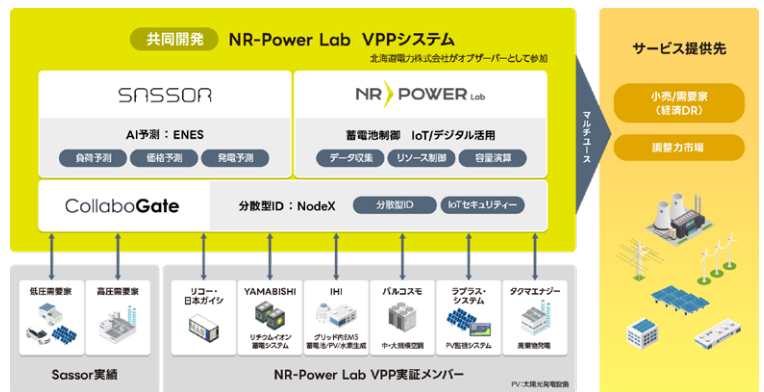 共同開発 NR-Power Lab VPPシステム
北海道電力株式会社がオブザーバーとして参加
SASSOR
AI予測：ENES
負荷予測 価格予測 発電予測
NR POWER Lab
蓄電池制御 IoT/デジタル活用
データ収集 リソース制御 容量演算
CollaboGate
分散型ID：NodeX 分散型ID IoTセキュリティー
マルチユース
サービス提供先
小売/需要家
（経済DR）
調整力市場
低圧需要家
高圧需要家
Sassor実績
リコー・
日本ガイシ
YAMABISHI
リチウムイオン
蓄電システム
IHI
グリッド内EMS
蓄電池/PV/水素生成
バルコスモ
中・大規模空調
ラプラス・
システム
PV監視システム
タクマエナジー
廃棄物発電
NR-Power Lab VPP実証メンバー
PV：太陽光発電設備